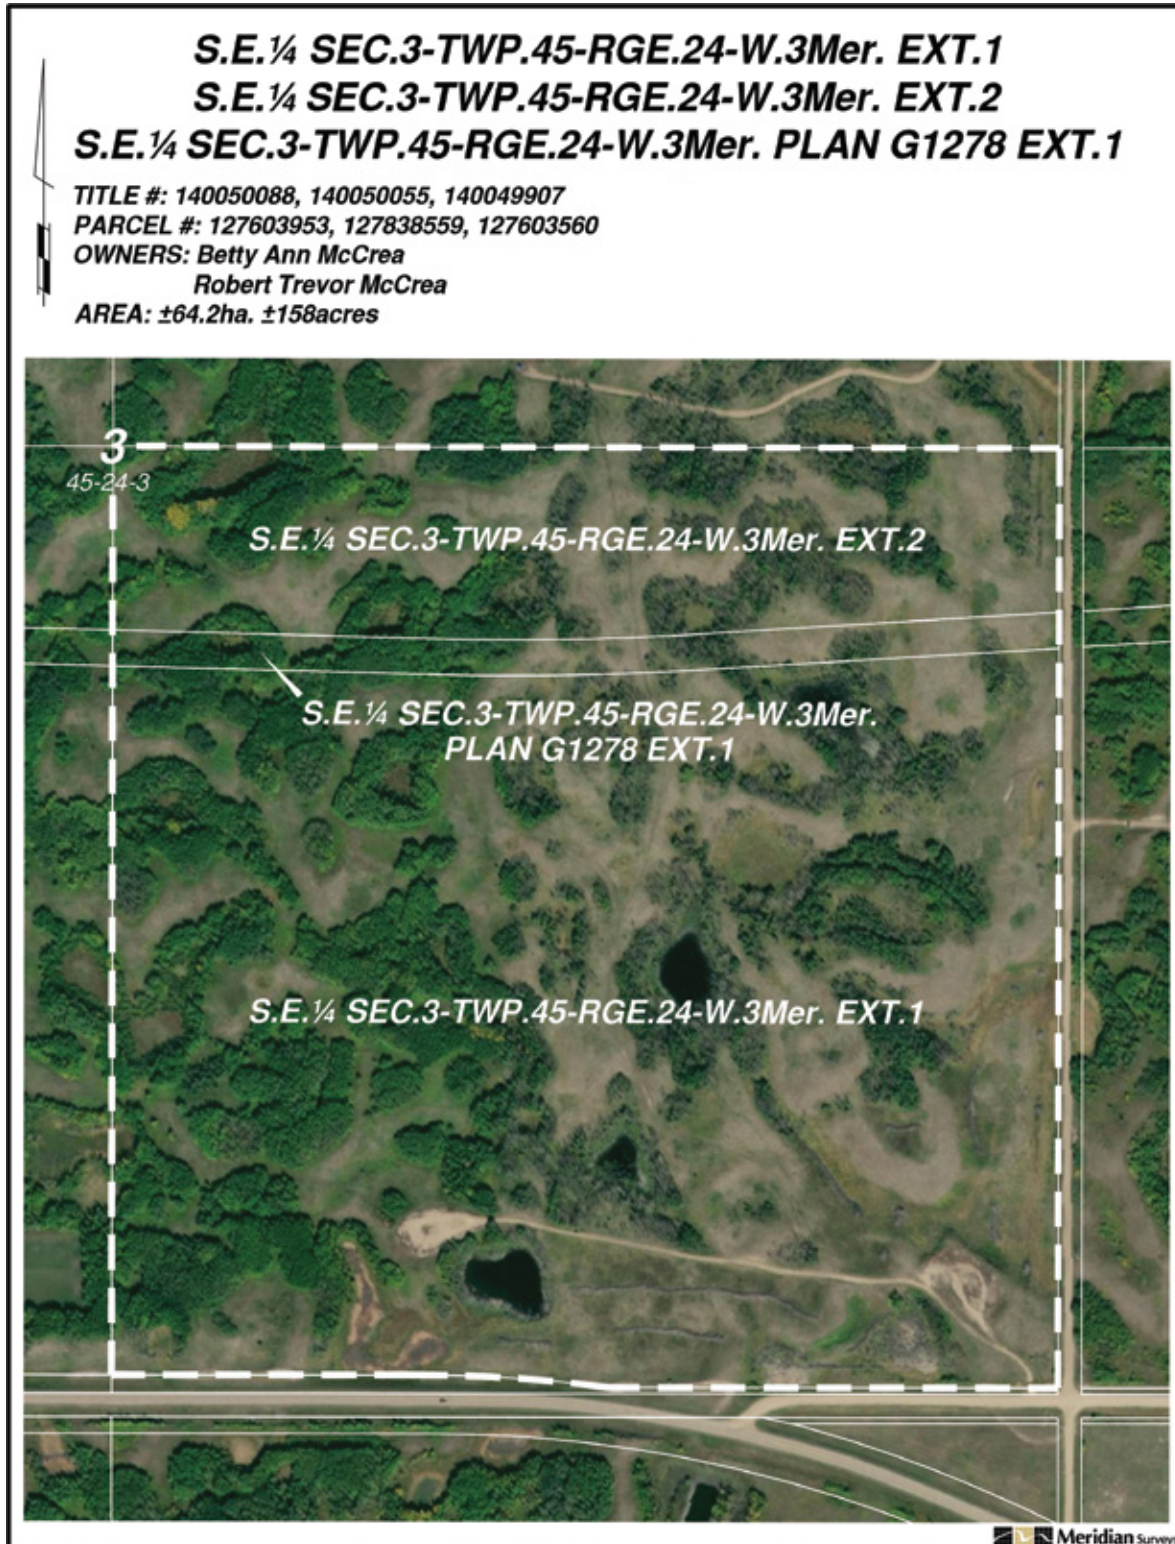 S.E.¼ SEC.3-TWP.45-RGE.24-W.3Mer. EXT.1
S.E.¼ SEC.3-TWP.45-RGE.24-W.3Mer. EXT.2
S.E.¼ SEC.3-TWP.45-RGE.24-W.3Mer. PLAN G1278 EXT.1
TITLE #: 140050088, 140050055, 140049907
PARCEL #: 127603953, 127838559, 127603560
OWNERS: Betty Ann McCrea
Robert Trevor McCrea
AREA: ±64.2ha. ±158acres
3
45-24-3
S.E.¼ SEC.3-TWP.45-RGE.24-W.3Mer. EXT.2
S.E.¼ SEC.3-TWP.45-RGE.24-W.3Mer.
PLAN G1278 EXT.1
S.E.¼ SEC.3-TWP.45-RGE.24-W.3Mer. EXT.1
Meridian Surveys